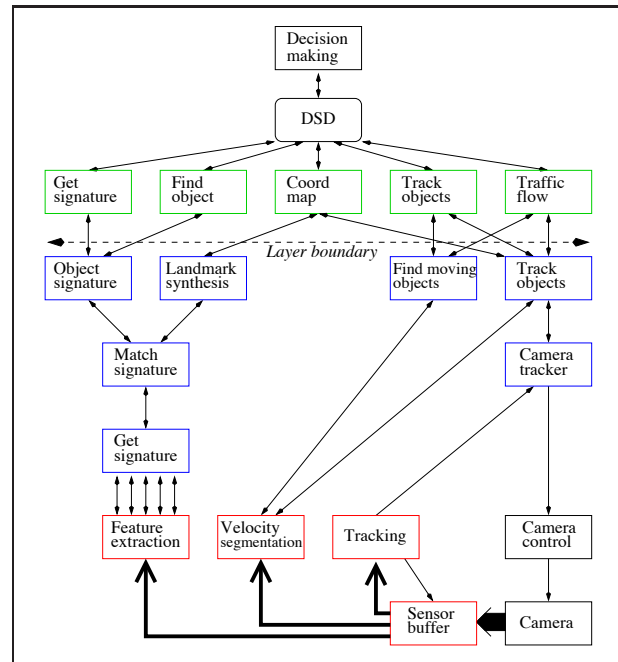 Decision
making
DSD
Get
signature
Find
object
Coord
map
Track
objects
Traffic
flow
Layer boundary
Object
signature
Landmark
synthesis
Find moving
objects
Track
objects
Match
signature
Camera
tracker
Get
signature
Feature
extraction
Velocity
segmentation
Tracking
Camera
control
Sensor
buffer
Camera